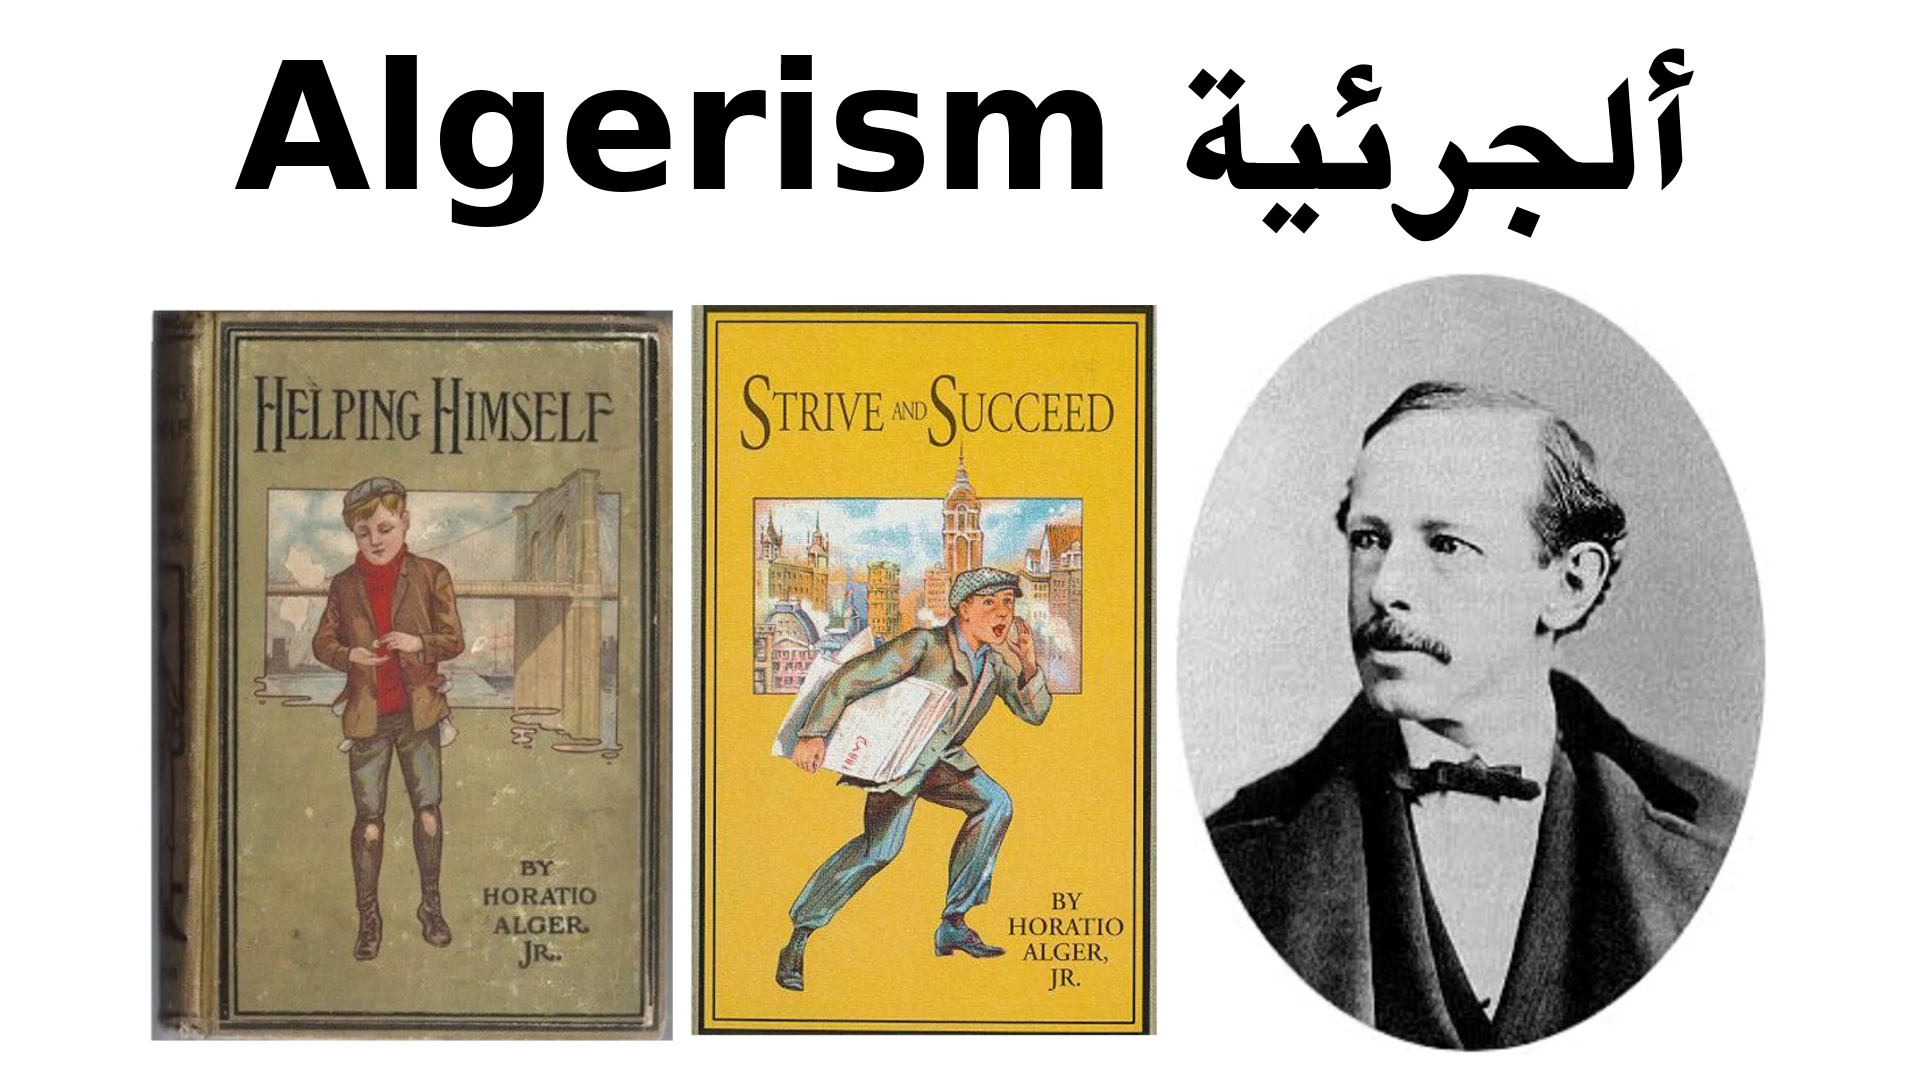 Algerism ألجرئية
HELPING HIMSELF
BY
HORATIO
ALGER,
JR.
STRIVE AND SUCCEED
BY
HORATIO
ALGER,
JR.